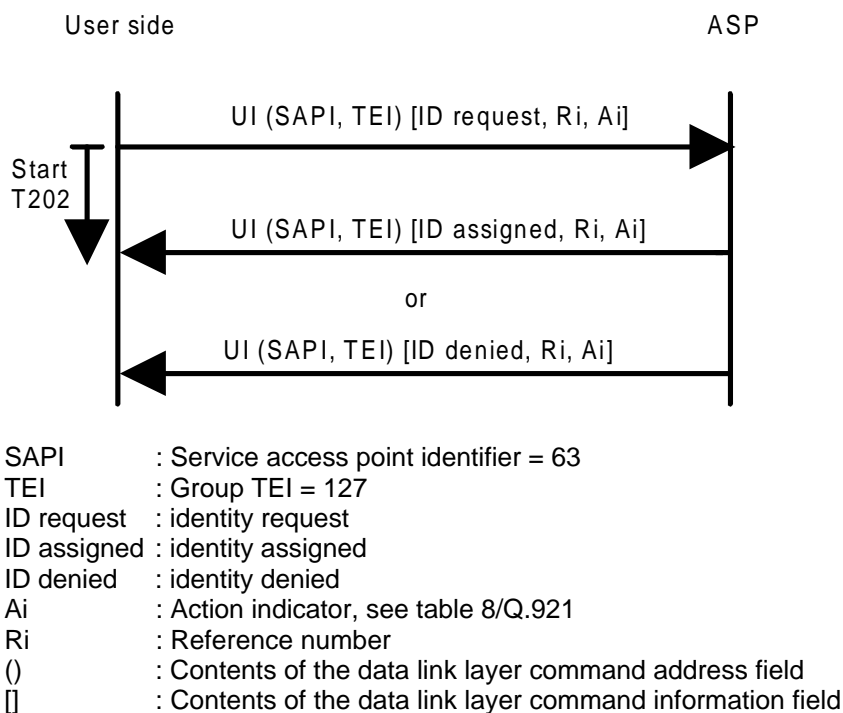 User side ASP
UI (SAPI, TEI) [ID request, Ri, Ai]
Start
T202
UI (SAPI, TEI) [ID assigned, Ri, Ai]
or
UI (SAPI, TEI) [ID denied, Ri, Ai]
SAPI : Service access point identifier = 63
TEI : Group TEI = 127
ID request : identity request
ID assigned : identity assigned
ID denied : identity denied
Ai : Action indicator, see table 8/Q.921
Ri : Reference number
() : Contents of the data link layer command address field
[] : Contents of the data link layer command information field